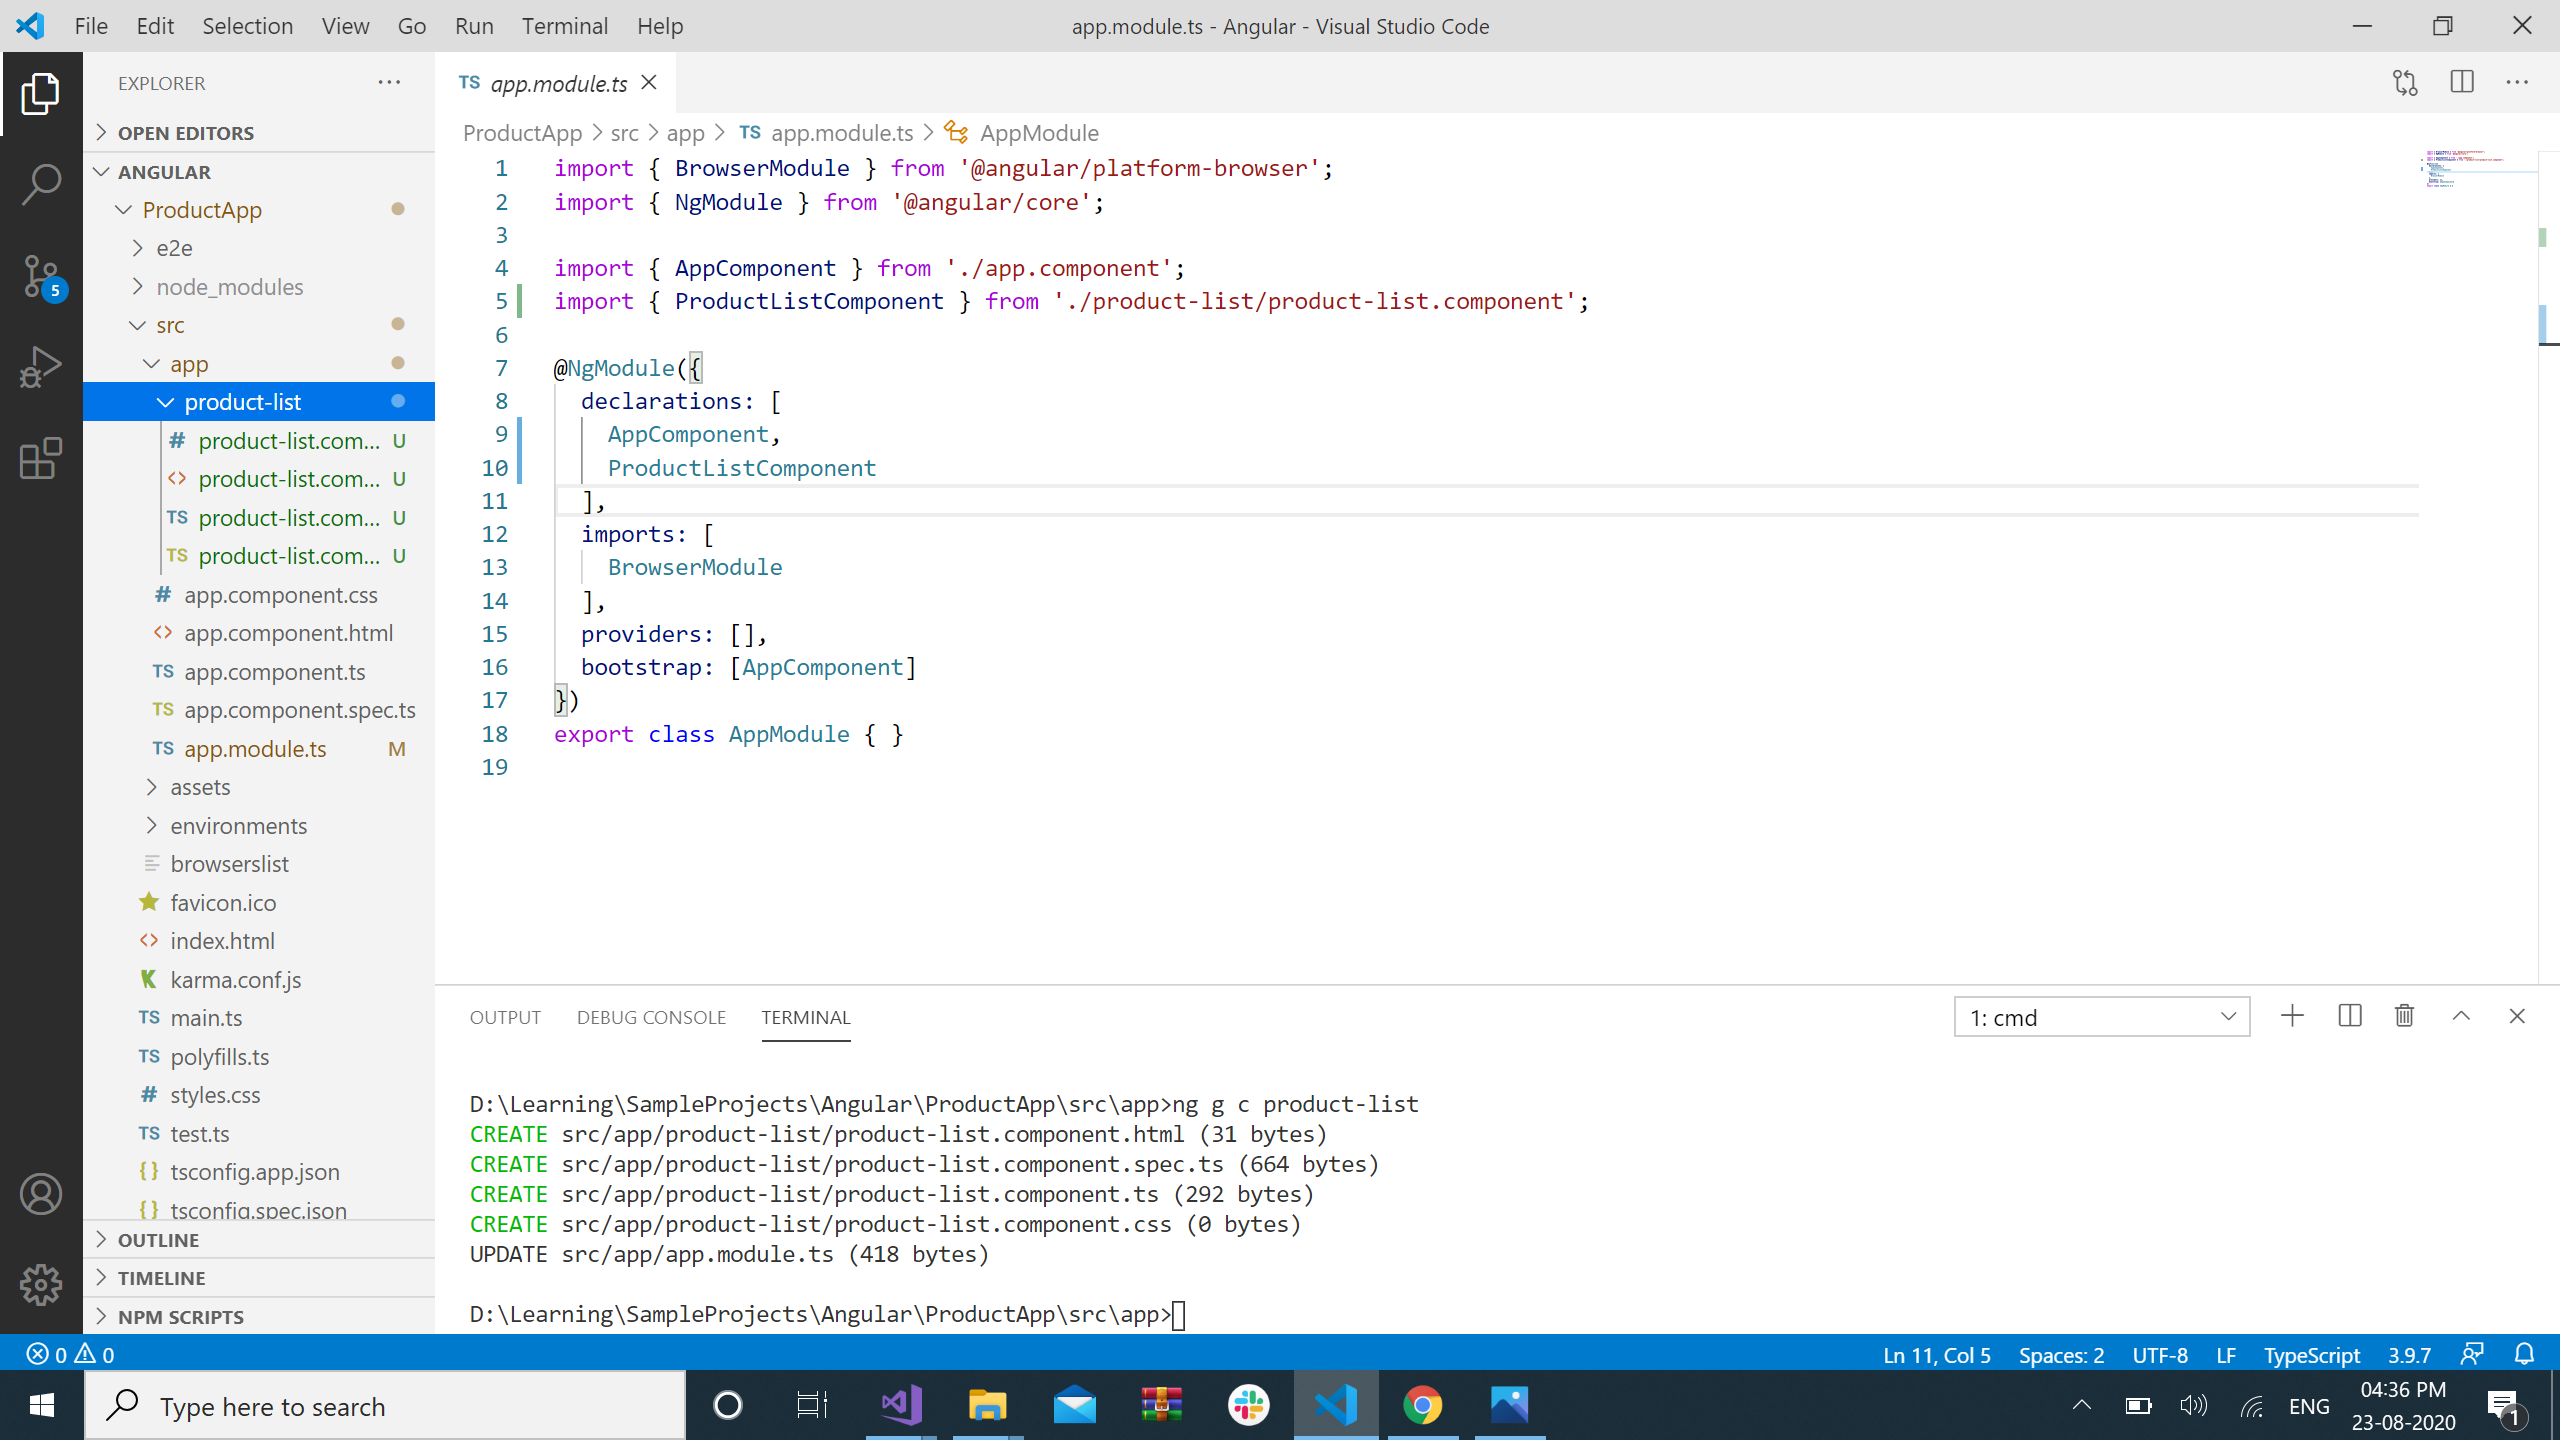 File Edit Selection View Go Run Terminal Help
app.module.ts - Angular - Visual Studio Code
EXPLORER
OPEN EDITORS
ANGULAR
ProductApp
e2e
node_modules
src
app
product-list
# product-list.com... U
<> product-list.com... U
TS product-list.com... U
TS product-list.com... U
# app.component.css
<> app.component.html
TS app.component.ts
TS app.component.spec.ts
TS app.module.ts M
assets
environments
browserslist
favicon.ico
<> index.html
K karma.conf.js
TS main.ts
TS polyfills.ts
# styles.css
TS test.ts
{} tsconfig.app.json
{} tsconfig.spec.json
OUTLINE
TIMELINE
NPM SCRIPTS
5
TS app.module.ts
ProductApp > src > app > TS app.module.ts > AppModule
1 import { BrowserModule } from '@angular/platform-browser';
2 import { NgModule } from '@angular/core';
3
4 import { AppComponent } from './app.component';
5 import { ProductListComponent } from './product-list/product-list.component';
6
7 @NgModule({
8 declarations: [
9 AppComponent,
10 ProductListComponent
11 ],
12 imports: [
13 BrowserModule
14 ],
15 providers: [],
16 bootstrap: [AppComponent]
17 })
18 export class AppModule { }
19
OUTPUT DEBUG CONSOLE TERMINAL
1: cmd
D:\Learning\SampleProjects\Angular\ProductApp\src\app>ng g c product-list
CREATE src/app/product-list/product-list.component.html (31 bytes)
CREATE src/app/product-list/product-list.component.spec.ts (664 bytes)
CREATE src/app/product-list/product-list.component.ts (292 bytes)
CREATE src/app/product-list/product-list.component.css (0 bytes)
UPDATE src/app/app.module.ts (418 bytes)
D:\Learning\SampleProjects\Angular\ProductApp\src\app>
0 0
Ln 11, Col 5 Spaces: 2 UTF-8 LF TypeScript 3.9.7
Type here to search
ENG
04:36 PM
23-08-2020
1